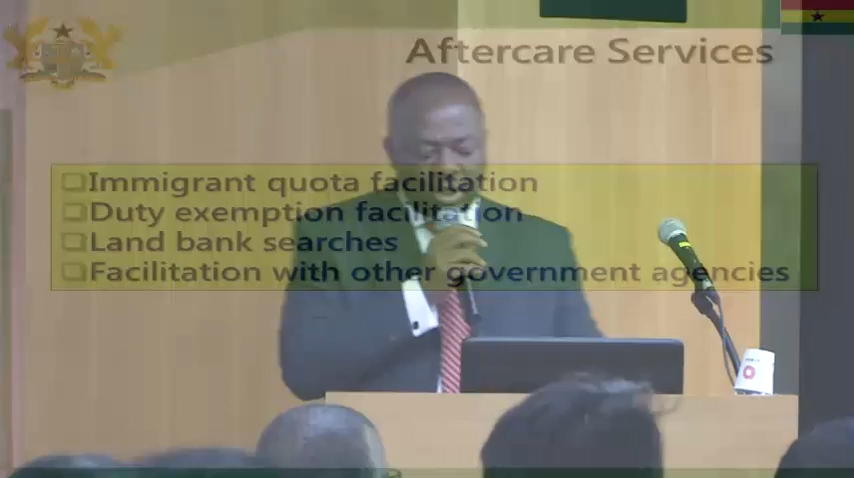 Aftercare Services
❑Immigrant quota facilitation
❑Duty exemption facilitation
❑Land bank searches
❑Facilitation with other government agencies